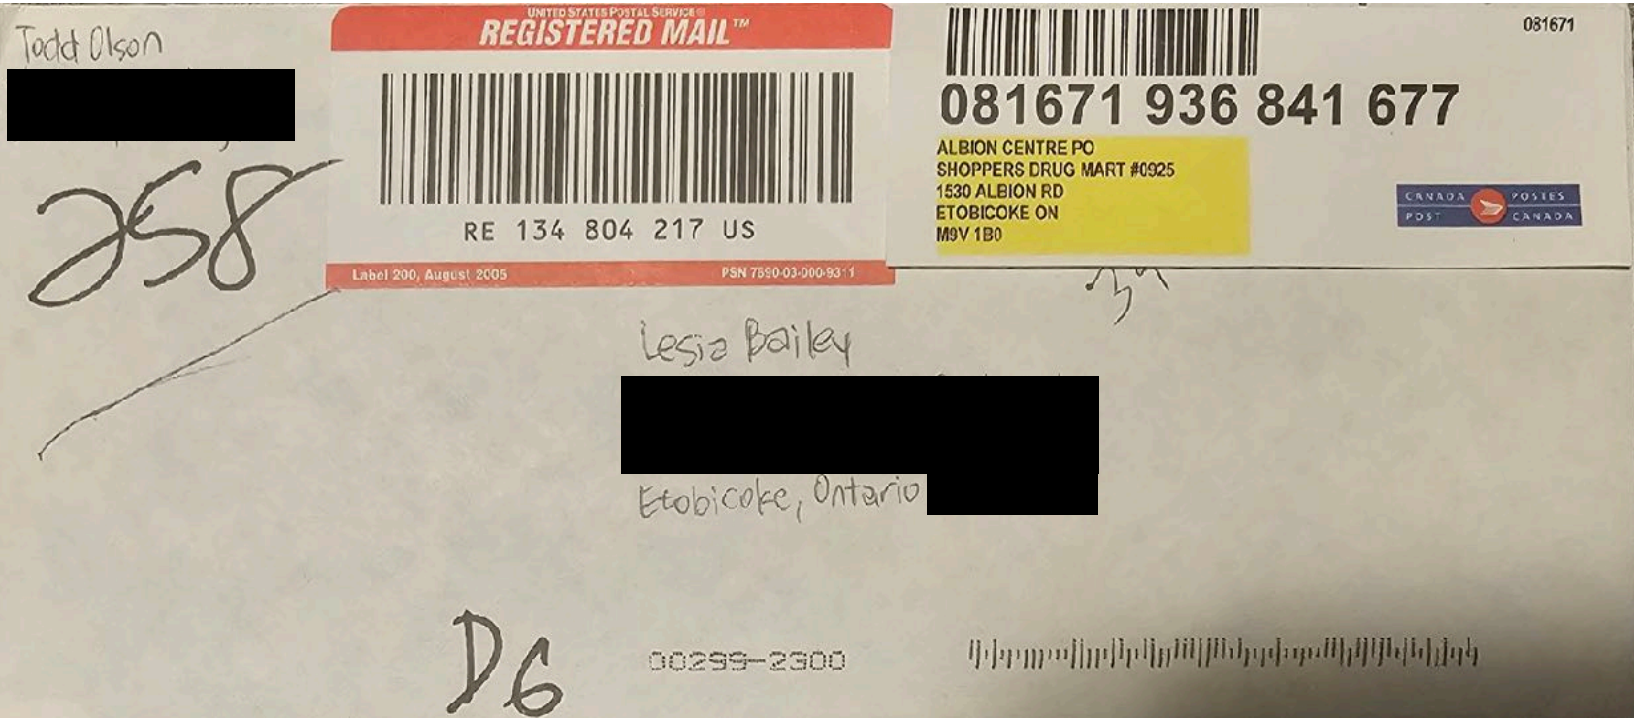 Todd Olson
258
UNITED STATES POSTAL SERVICE®
REGISTERED MAIL™
RE 134 804 217 US
Label 200, August 2005
PSN 7590-03-000-9311
081671
081671 936 841 677
ALBION CENTRE PO
SHOPPERS DRUG MART #0925
1530 ALBION RD
ETOBICOKE ON
M9V 1B0
CANADA POSTES
POST CANADA
Lesia Bailey
Etobicoke, Ontario
D6
00299-2300